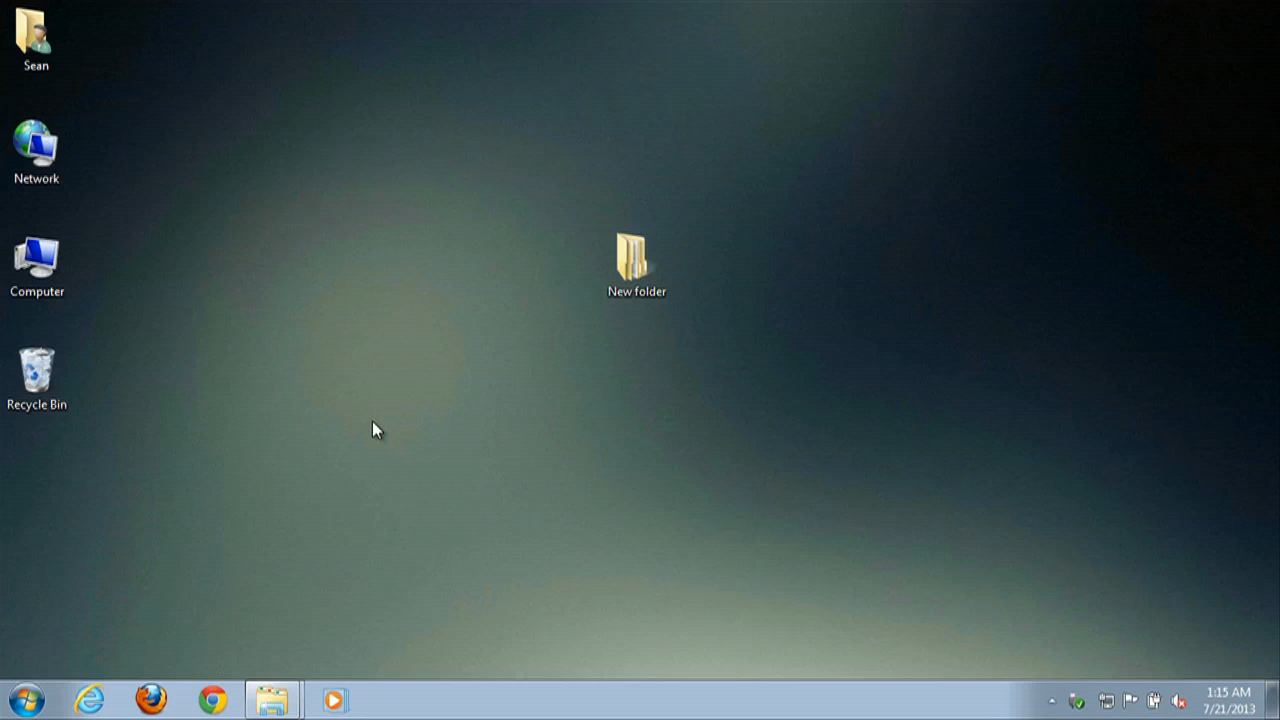 Sean
Network
Computer
Recycle Bin
New folder
1:15 AM
7/21/2013